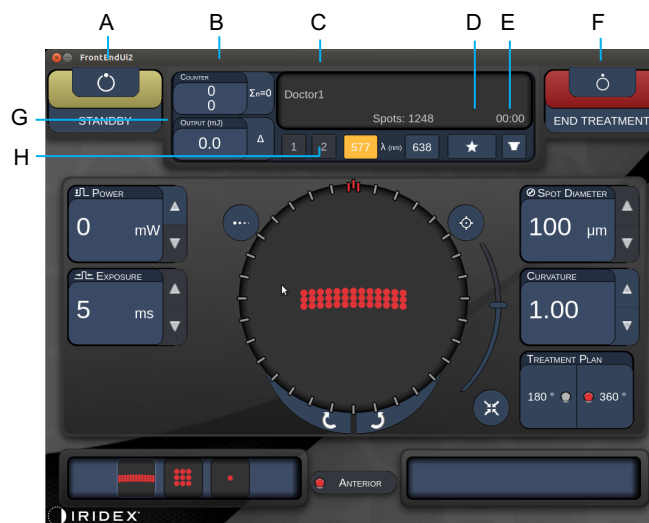 A
B
C
D
E
F
G
H
FrontEndUi2
STANDBY
COUNTER
0
0
Σn=0
OUTPUT (mJ)
0.0
Δ
Doctor1
Spots: 1248
00:00
1
2
577
λ (nm)
638
END TREATMENT
POWER
0
mW
EXPOSURE
5
ms
SPOT DIAMETER
100
µm
CURVATURE
1.00
TREATMENT PLAN
180 °
360 °
ANTERIOR
IRIDEX